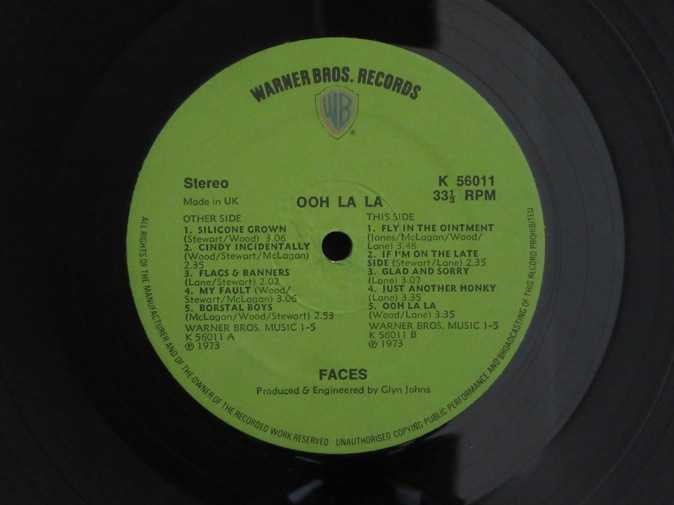 WARNER BROS. RECORDS
WB
®
Stereo
K 56011
Made in UK
OOH LA LA
33⅓ RPM
OTHER SIDE
1. SILICONE GROWN
(Stewart/Wood) 3.06
2. CINDY INCIDENTALLY
(Wood/Stewart/McLagan)
2.35
3. FLAGS & BANNERS
(Lane/Stewart) 2.02
4. MY FAULT (Wood/
Stewart/McLagan) 3.06
5. BORSTAL BOYS
(McLagan/Wood/Stewart) 2.53
WARNER BROS. MUSIC 1-5
K 56011 A
℗ 1973
THIS SIDE
1. FLY IN THE OINTMENT
(Jones/McLagan/Wood/
Lane) 3.48
2. IF I'M ON THE LATE
SIDE (Stewart/Lane) 2.35
3. GLAD AND SORRY
(Lane) 3.07
4. JUST ANOTHER HONKY
(Lane) 3.35
5. OOH LA LA
(Wood/Lane) 3.35
WARNER BROS. MUSIC 1-5
K 56011 B
℗ 1973
FACES
Produced & Engineered by Glyn Johns
ALL RIGHTS OF THE MANUFACTURER AND OF THE OWNER OF THE RECORDED WORK RESERVED · UNAUTHORISED COPYING PUBLIC PERFORMANCE AND BROADCASTING OF THIS RECORD PROHIBITED